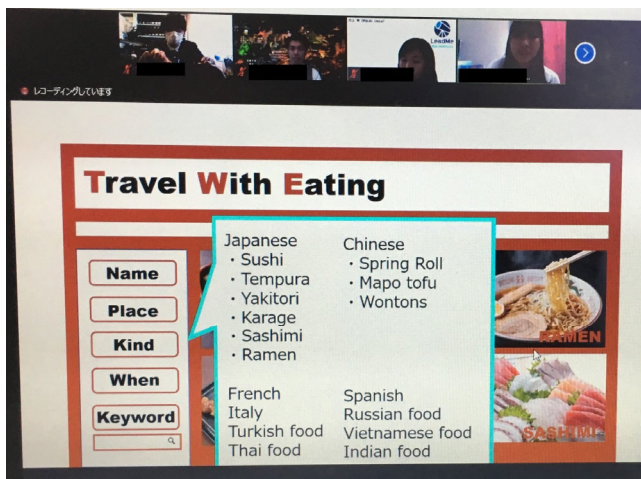 LeadMe
レコーディングしています
Travel With Eating
Name
Place
Kind
When
Keyword
Japanese
・Sushi
・Tempura
・Yakitori
・Karage
・Sashimi
・Ramen
Chinese
・Spring Roll
・Mapo tofu
・Wontons
French
Italy
Turkish food
Thai food
Spanish
Russian food
Vietnamese food
Indian food
RAMEN
SASHIMI